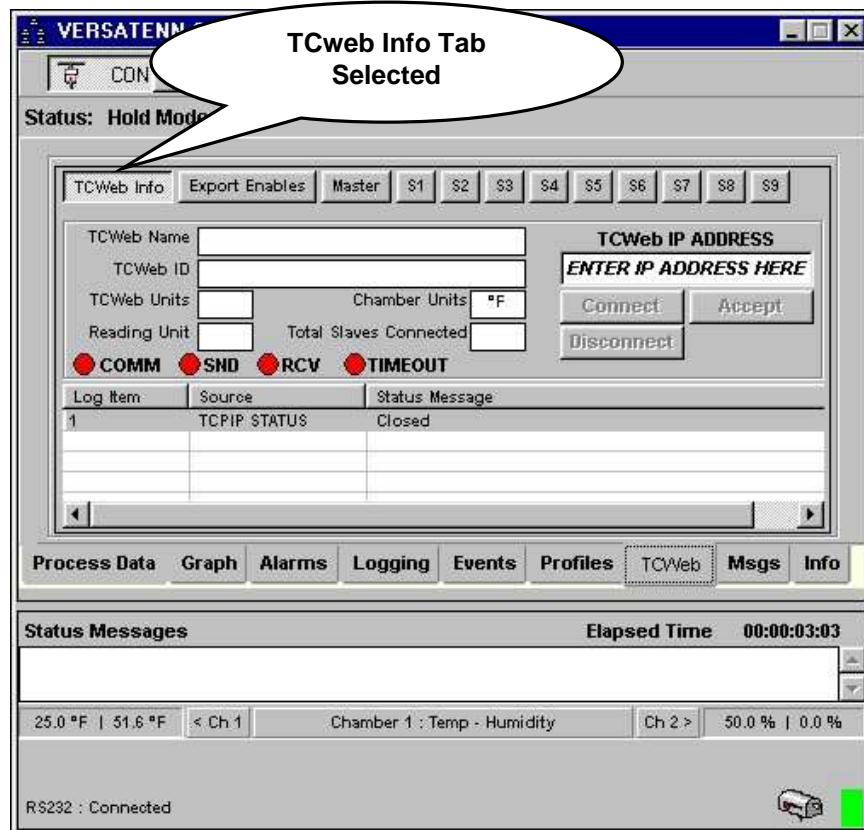 VERSATENN
TCweb Info Tab
Selected
CON
Status: Hold Mode
TCWeb Info Export Enables Master S1 S2 S3 S4 S5 S6 S7 S8 S9
TCWeb Name
TCWeb IP ADDRESS
TCWeb ID
ENTER IP ADDRESS HERE
TCWeb Units Chamber Units °F
Connect Accept
Reading Unit Total Slaves Connected
Disconnect
COMM SND RCV TIMEOUT
Log Item Source Status Message
1 TCPIP STATUS Closed
Process Data Graph Alarms Logging Events Profiles TCWeb Msgs Info
Status Messages Elapsed Time 00:00:03:03
25.0 °F | 51.6 °F < Ch 1 Chamber 1 : Temp - Humidity Ch 2 > 50.0 % | 0.0 %
RS232 : Connected